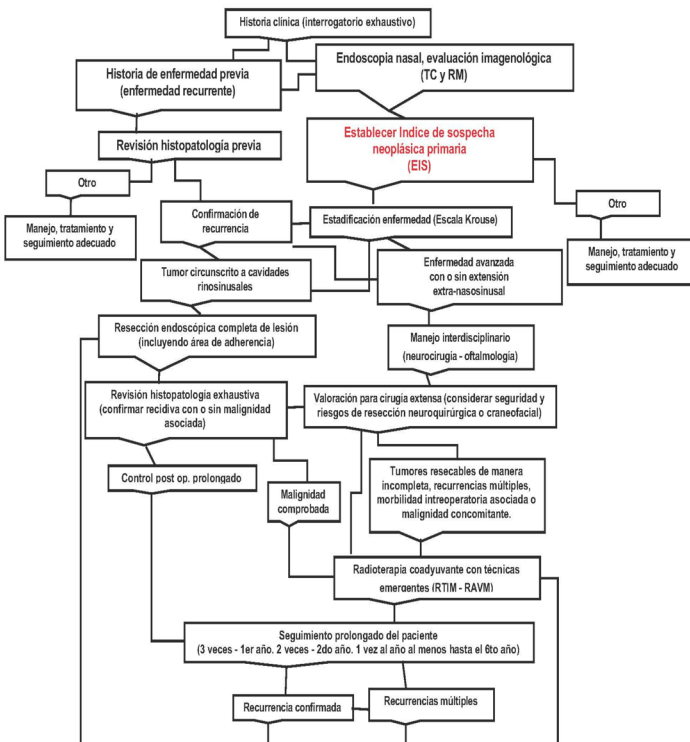 Historia clínica (interrogatorio exhaustivo)
Historia de enfermedad previa
(enfermedad recurrente)
Endoscopia nasal, evaluación imagenológica
(TC y RM)
Revisión histopatología previa
Establecer Indice de sospecha
neoplásica primaria
(EIS)
Otro
Manejo, tratamiento y
seguimiento adecuado
Confirmación de
recurrencia
Estadificación enfermedad (Escala Krouse)
Otro
Manejo, tratamiento y
seguimiento adecuado
Tumor circunscrito a cavidades
rinosinusales
Enfermedad avanzada
con o sin extensión
extra-nasosinusal
Resección endoscópica completa de lesión
(incluyendo área de adherencia)
Manejo interdisciplinario
(neurocirugia - oftalmología)
Revisión histopatología exhaustiva
(confirmar recidiva con o sin malignidad
asociada)
Valoración para cirugía extensa (considerar seguridad y
riesgos de resección neuroquirúrgica o craneofacial)
Control post op. prolongado
Malignidad
comprobada
Tumores resecables de manera
incompleta, recurrencias múltiples,
morbilidad intreoperatoria asociada o
malignidad concomitante.
Radioterapia coadyuvante con técnicas
emergentes (RTIM - RAVM)
Seguimiento prolongado del paciente
(3 veces - 1er año. 2 veces - 2do año. 1 vez al año al menos hasta el 6to año)
Recurrencia confirmada
Recurrencias múltiples